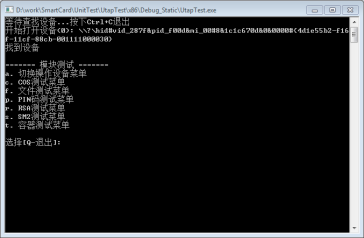 D:\work\SmartCard\UnitTest\UtapTest\x86\Debug_Static\UtapTest.exe
等待查找设备...按下Ctrl+C退出
开始打开设备(0): \\?\hid#vid_287f&pid_f00d&mi_00#8&1c1c670d&0&0000#{4d1e55b2-f16
f-11cf-88cb-001111000030}
找到设备
------- 模块测试 -------
a. 切换操作设备菜单
c. COS测试菜单
f. 文件测试菜单
p. PIN码测试菜单
r. RSA测试菜单
s. SM2测试菜单
t. 容器测试菜单
选择[Q-退出]: